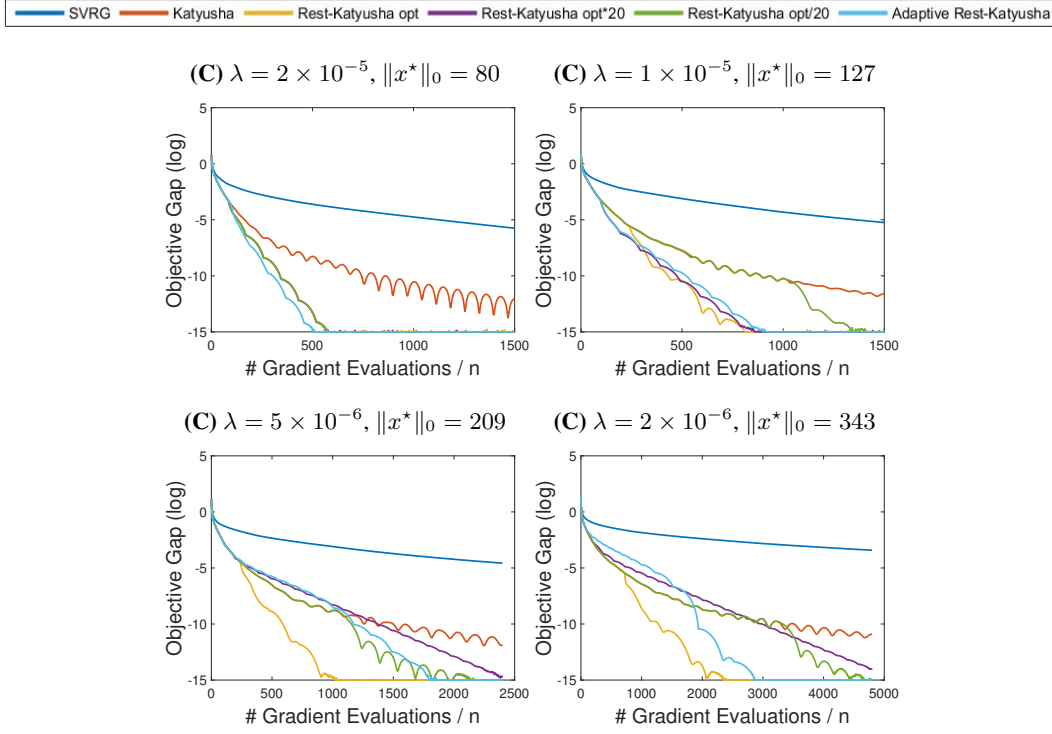 SVRG Katyusha Rest-Katyusha opt Rest-Katyusha opt*20 Rest-Katyusha opt/20 Adaptive Rest-Katyusha
(C) λ = 2 × 10⁻⁵, ‖x⋆‖₀ = 80
(C) λ = 1 × 10⁻⁵, ‖x⋆‖₀ = 127
Objective Gap (log)
5
0
-5
-10
-15
0 500 1000 1500
# Gradient Evaluations / n
Objective Gap (log)
5
0
-5
-10
-15
0 500 1000 1500
# Gradient Evaluations / n
(C) λ = 5 × 10⁻⁶, ‖x⋆‖₀ = 209
(C) λ = 2 × 10⁻⁶, ‖x⋆‖₀ = 343
Objective Gap (log)
5
0
-5
-10
-15
0 500 1000 1500 2000 2500
# Gradient Evaluations / n
Objective Gap (log)
5
0
-5
-10
-15
0 1000 2000 3000 4000 5000
# Gradient Evaluations / n